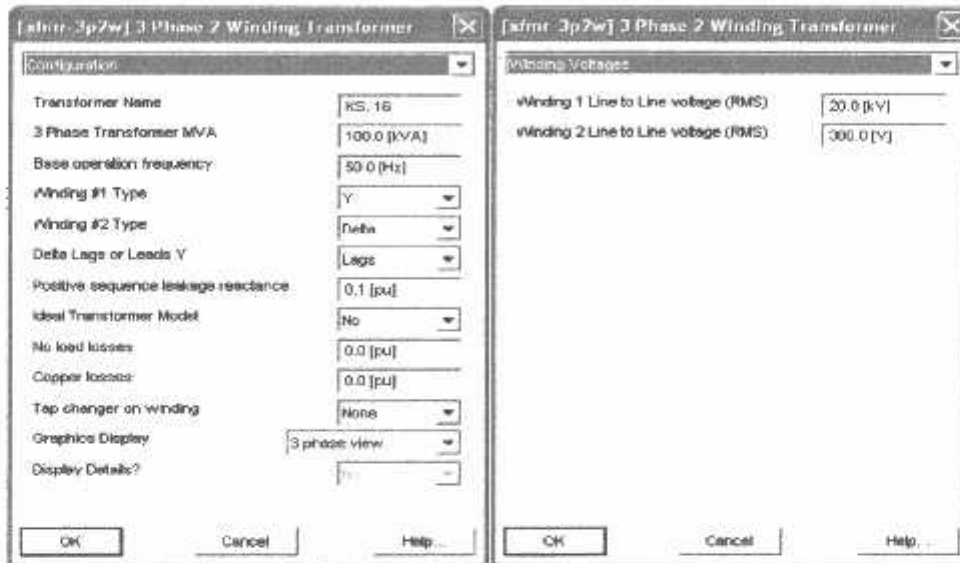 [xfmr-3p2w] 3 Phase 2 Winding Transformer
Configuration
Transformer Name KS. 16
3 Phase Transformer MVA 100.0 [kVA]
Base operation frequency 50.0 [Hz]
Winding #1 Type Y
Winding #2 Type Delta
Delta Lags or Leads Y Lags
Positive sequence leakage reactance 0.1 [pu]
Ideal Transformer Model No
No load losses 0.0 [pu]
Copper losses 0.0 [pu]
Tap changer on winding None
Graphics Display 3 phase view
Display Details?
OK Cancel Help...
[xfmr-3p2w] 3 Phase 2 Winding Transformer
Winding Voltages
Winding 1 Line to Line voltage (RMS) 20.0 [kV]
Winding 2 Line to Line voltage (RMS) 380.0 [V]
OK Cancel Help...